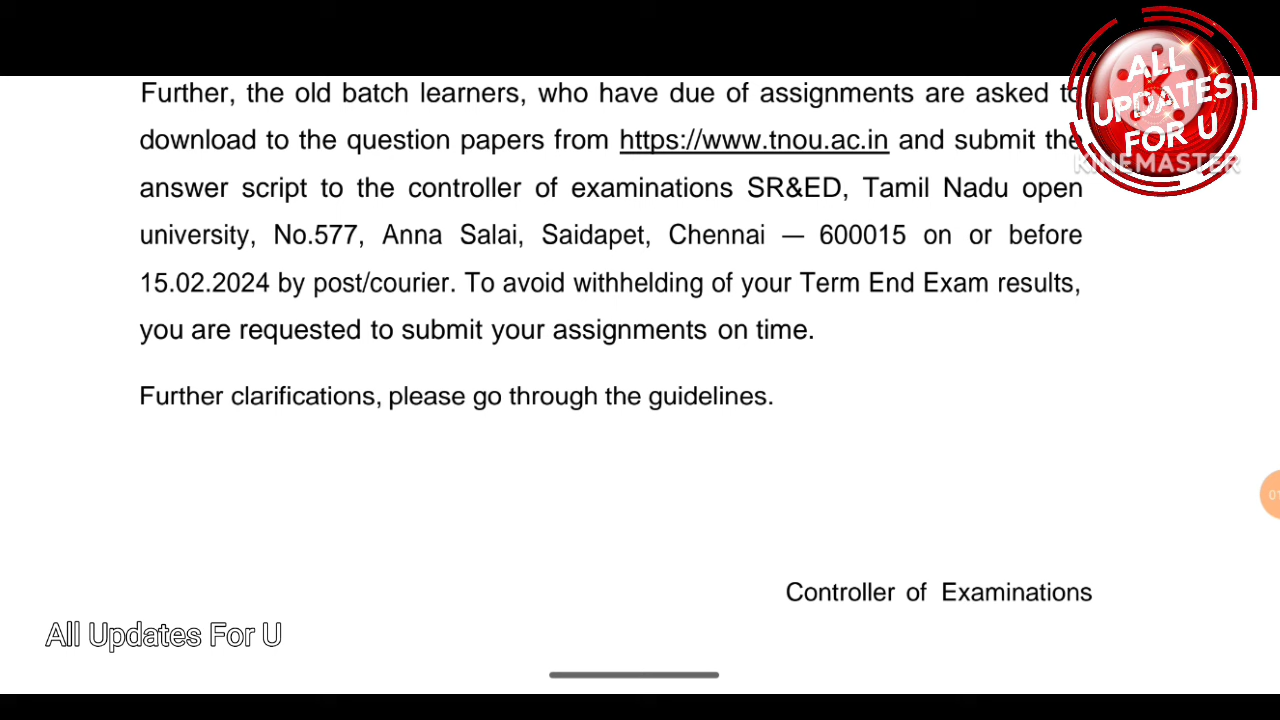 Further, the old batch learners, who have due of assignments are asked to
download to the question papers from https://www.tnou.ac.in and submit the
answer script to the controller of examinations SR&ED, Tamil Nadu open
university, No.577, Anna Salai, Saidapet, Chennai — 600015 on or before
15.02.2024 by post/courier. To avoid withhelding of your Term End Exam results,
you are requested to submit your assignments on time.
Further clarifications, please go through the guidelines.
Controller of Examinations
All Updates For U
ALL
UPDATES
FOR U
KINEMASTER